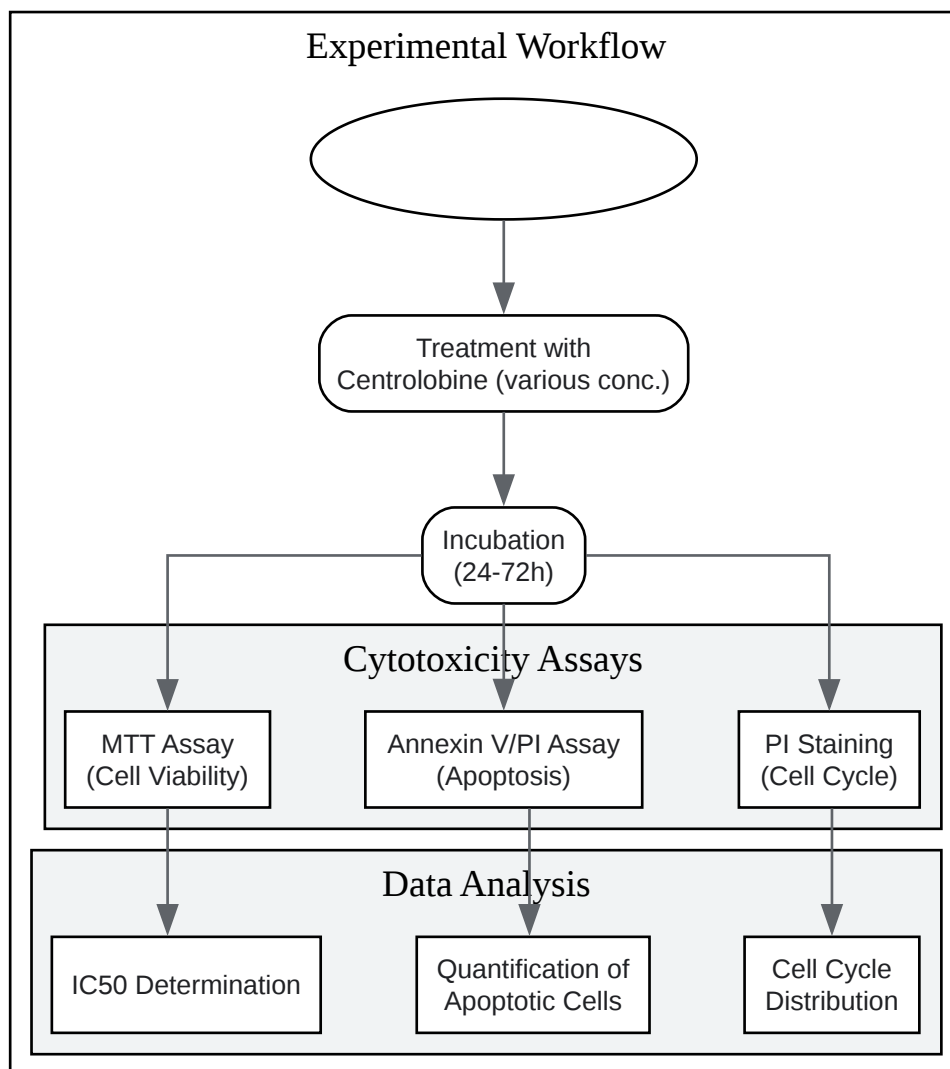 Experimental Workflow
Treatment with
Centrolobine (various conc.)
Incubation
(24-72h)
Cytotoxicity Assays
MTT Assay
(Cell Viability)
Annexin V/PI Assay
(Apoptosis)
PI Staining
(Cell Cycle)
Data Analysis
IC50 Determination
Quantification of
Apoptotic Cells
Cell Cycle
Distribution